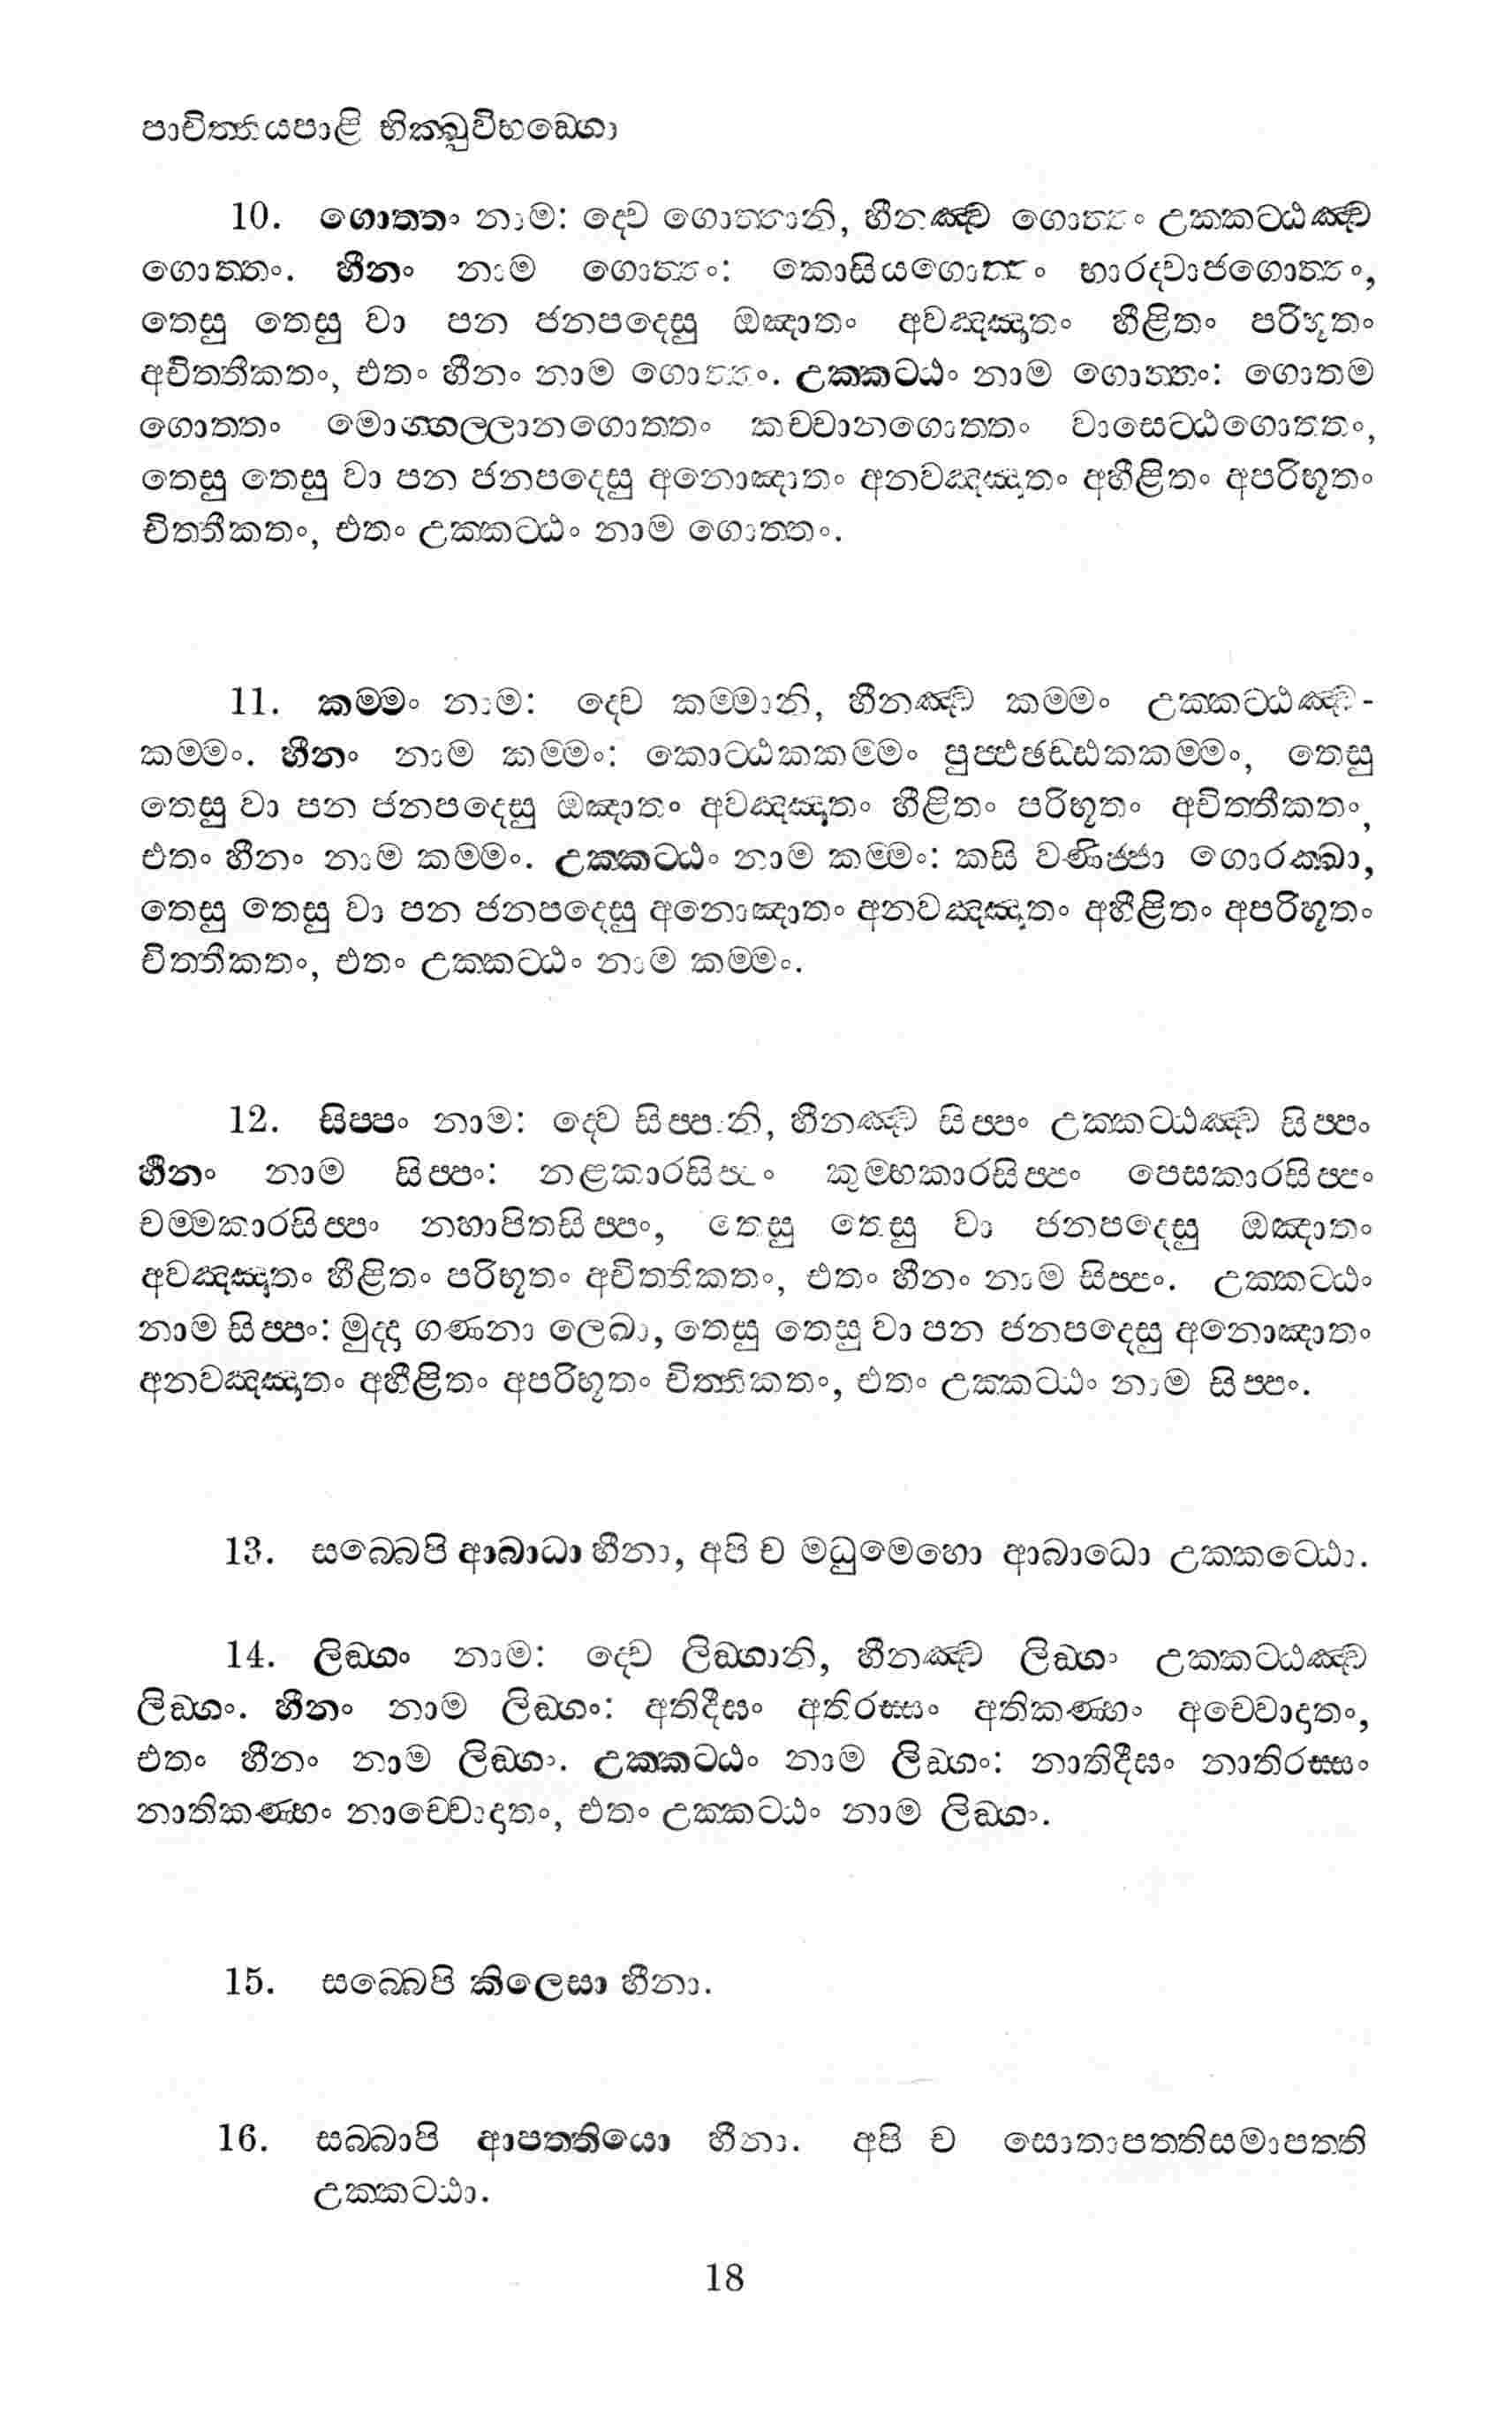 පාචිත්තියපාළි භික්ඛුවිභඞ්ගො
10. ගොත්තං නාම: ද්වෙ ගොත්තානි, හීනඤ්ච ගොත්තං උක්කට්ඨඤ්ච
ගොත්තං. හීනං නාම ගොත්තං: කොසියගොත්තං භාරද්වාජගොත්තං,
තෙසු තෙසු වා පන ජනපදෙසු ඔඤාතං අවඤ්ඤාතං හීළිතං පරිභූතං
අචිත්තීකතං, එතං හීනං නාම ගොත්තං. උක්කට්ඨං නාම ගොත්තං: ගොතම
ගොත්තං මොග්ගල්ලානගොත්තං කච්චානගොත්තං වාසෙට්ඨගොත්තං,
තෙසු තෙසු වා පන ජනපදෙසු අනොඤාතං අනවඤ්ඤාතං අහීළිතං අපරිභූතං
චිත්තීකතං, එතං උක්කට්ඨං නාම ගොත්තං.
11. කම්මං නාම: ද්වෙ කම්මානි, හීනඤ්ච කම්මං උක්කට්ඨඤ්ච-
කම්මං. හීනං නාම කම්මං: කොට්ඨකකම්මං පුප්ඵඡඩ්ඪකකම්මං, තෙසු
තෙසු වා පන ජනපදෙසු ඔඤාතං අවඤ්ඤාතං හීළිතං පරිභූතං අචිත්තීකතං,
එතං හීනං නාම කම්මං. උක්කට්ඨං නාම කම්මං: කසි වණිජ්ජා ගොරක්ඛා,
තෙසු තෙසු වා පන ජනපදෙසු අනොඤාතං අනවඤ්ඤාතං අහීළිතං අපරිභූතං
චිත්තීකතං, එතං උක්කට්ඨං නාම කම්මං.
12. සිප්පං නාම: ද්වෙ සිප්පානි, හීනඤ්ච සිප්පං උක්කට්ඨඤ්ච සිප්පං
හීනං නාම සිප්පං: නළකාරසිප්පං කුම්භකාරසිප්පං පෙසකාරසිප්පං
චම්මකාරසිප්පං නහාපිතසිප්පං, තෙසු තෙසු වා ජනපදෙසු ඔඤාතං
අවඤ්ඤාතං හීළිතං පරිභූතං අචිත්තීකතං, එතං හීනං නාම සිප්පං. උක්කට්ඨං
නාම සිප්පං: මුද්දා ගණනා ලෙඛා, තෙසු තෙසු වා පන ජනපදෙසු අනොඤාතං
අනවඤ්ඤාතං අහීළිතං අපරිභූතං චිත්තිකතං, එතං උක්කට්ඨං නාම සිප්පං.
13. සබ්බෙපි ආබාධා හීනා, අපි ච මධුමෙහො ආබාධො උක්කට්ඨො.
14. ලිඞ්ගං නාම: ද්වෙ ලිඞ්ගානි, හීනඤ්ච ලිඞ්ගං උක්කට්ඨඤ්ච
ලිඞ්ගං. හීනං නාම ලිඞ්ගං: අතිදීඝං අතිරස්සං අතිකණ්හං අච්චොදාතං,
එතං හීනං නාම ලිඞ්ගං. උක්කට්ඨං නාම ලිඞ්ගං: නාතිදීඝං නාතිරස්සං
නාතිකණ්හං නාච්චොදාතං, එතං උක්කට්ඨං නාම ලිඞ්ගං.
15. සබ්බෙපි කිලෙසා හීනා.
16. සබ්බාපි ආපත්තියො හීනා. අපි ච සොතාපත්තිසමාපත්ති
උක්කට්ඨා.
18